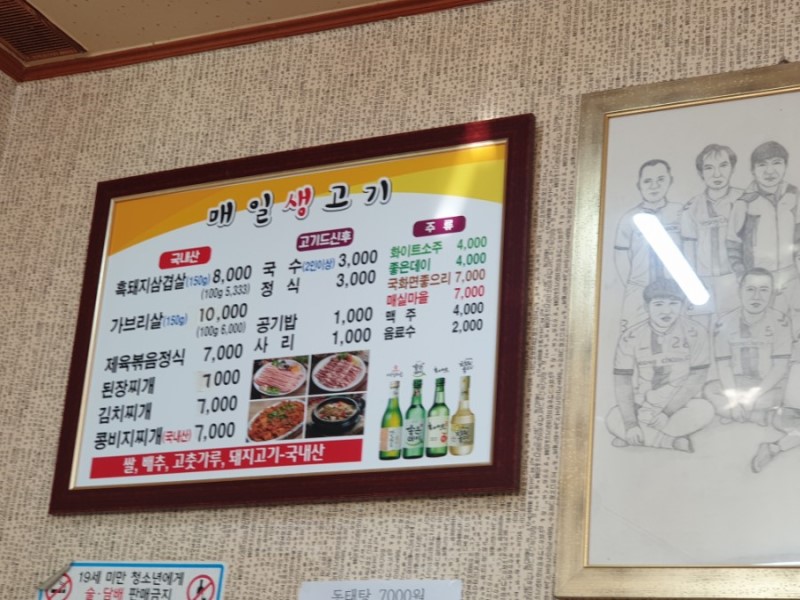 매일생고기
국내산
흑돼지삼겹살(150g) 8,000
(100g 5,333)
가브리살(150g) 10,000
(100g 6,000)
제육볶음정식 7,000
된장찌개 7,000
김치찌개 7,000
콩비지찌개(국내산) 7,000
고기드신후
국 수(2인이상) 3,000
정 식 3,000
공기밥 1,000
사 리 1,000
주 류
화이트소주 4,000
좋은데이 4,000
국화면좋으리 7,000
매실마을 7,000
맥 주 4,000
음료수 2,000
쌀, 배추, 고춧가루, 돼지고기-국내산
19세 미만 청소년에게
술·담배 판매금지
동태탕 7000원